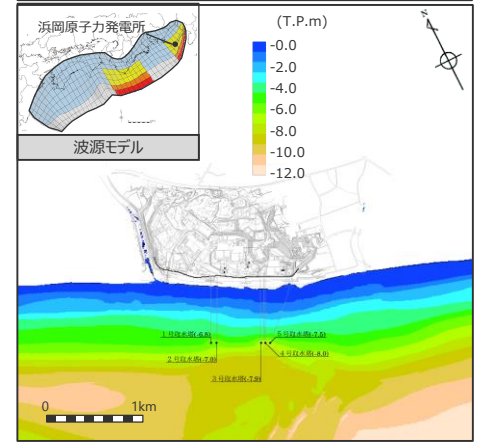 浜岡原子力発電所
波源モデル
(T.P.m)
-0.0
-2.0
-4.0
-6.0
-8.0
-10.0
-12.0
N
1号取水塔(-6.8)
5号取水塔(-7.5)
2号取水塔(-7.0)
4号取水塔(-8.0)
3号取水塔(-7.9)
0 1km